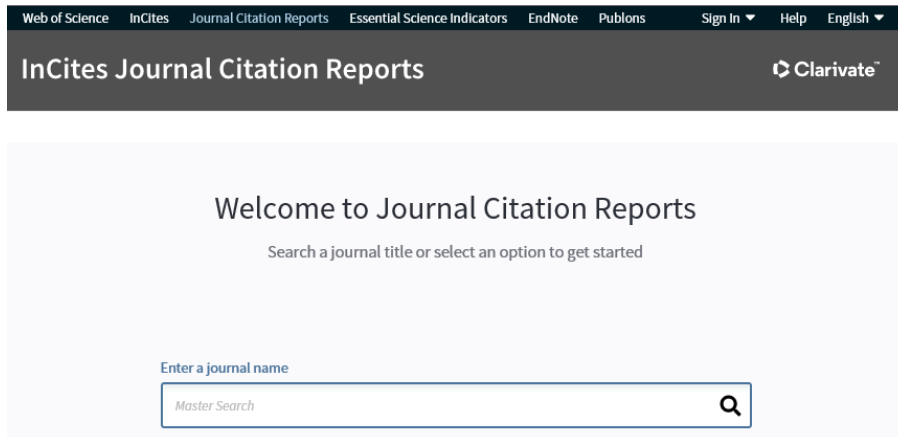 Web of Science InCites Journal Citation Reports Essential Science Indicators EndNote Publons Sign In Help English
InCites Journal Citation Reports Clarivate™
Welcome to Journal Citation Reports
Search a journal title or select an option to get started
Enter a journal name
Master Search